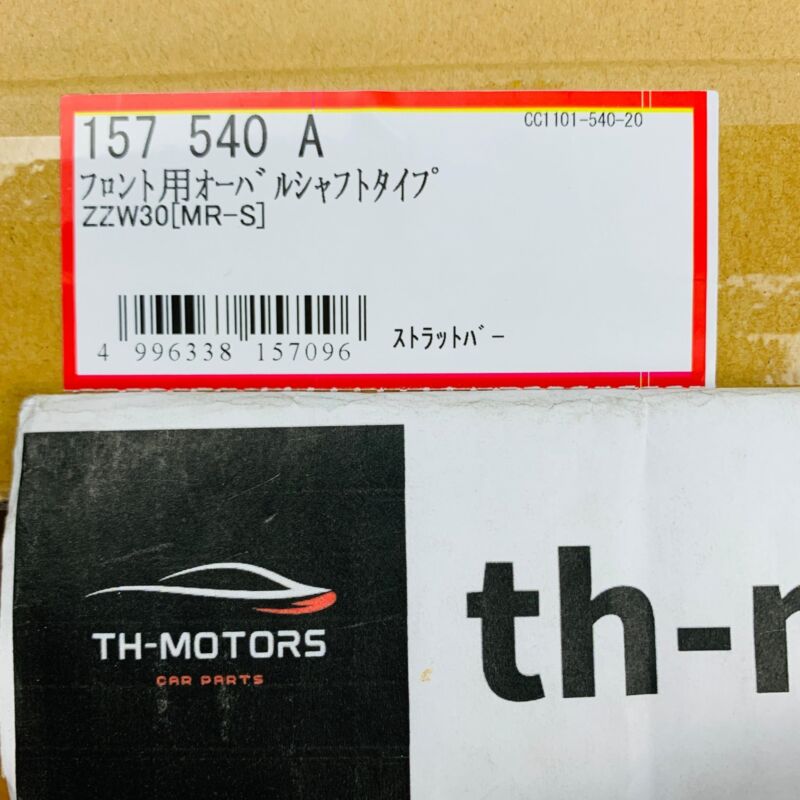 157 540 A
CC1101-540-20
フロント用オーバルシャフトタイプ
ZZW30[MR-S]
4 996338 157096
ストラットバー
TH-MOTORS
CAR PARTS